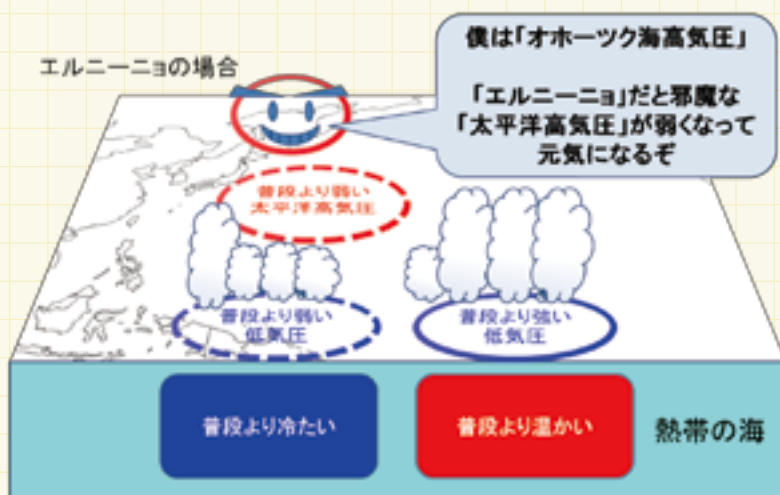 エルニーニョの場合
僕は「オホーツク海高気圧」
「エルニーニョ」だと邪魔な
「太平洋高気圧」が弱くなって
元気になるぞ
普段より弱い
太平洋高気圧
普段より弱い
低気圧
普段より強い
低気圧
普段より冷たい
普段より温かい
熱帯の海